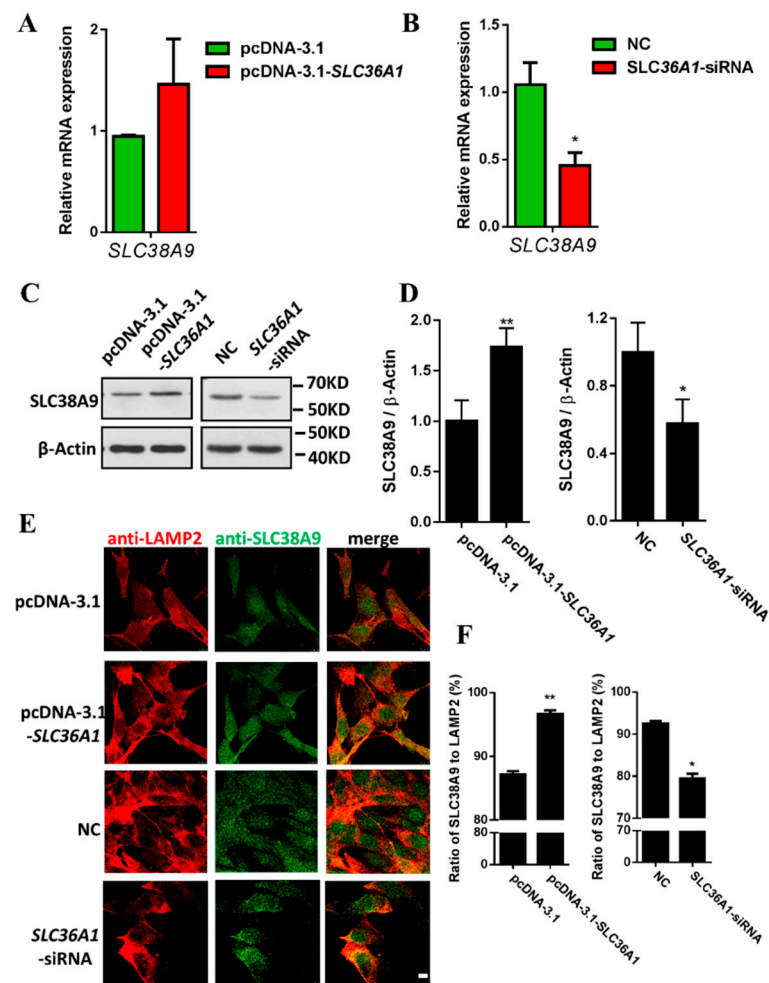 A
Relative mRNA expression
2
1
0
SLC38A9
pcDNA-3.1
pcDNA-3.1-SLC36A1
B
Relative mRNA expression
1.5
1.0
0.5
0.0
*
SLC38A9
NC
SLC36A1-siRNA
C
pcDNA-3.1
pcDNA-3.1
-SLC36A1
NC
SLC36A1
-siRNA
SLC38A9
70KD
50KD
β-Actin
50KD
40KD
D
SLC38A9 / β-Actin
2.0
1.5
1.0
0.5
0.0
**
pcDNA-3.1
pcDNA-3.1-SLC36A1
SLC38A9 / β-Actin
1.2
0.8
0.4
0.0
*
NC
SLC36A1-siRNA
E
anti-LAMP2 anti-SLC38A9 merge
pcDNA-3.1
pcDNA-3.1
-SLC36A1
NC
SLC36A1
-siRNA
F
Ratio of SLC38A9 to LAMP2 (%)
100
90
80
80
0
**
pcDNA-3.1
pcDNA-3.1-SLC36A1
Ratio of SLC38A9 to LAMP2 (%)
100
90
80
70
70
0
*
NC
SLC36A1-siRNA